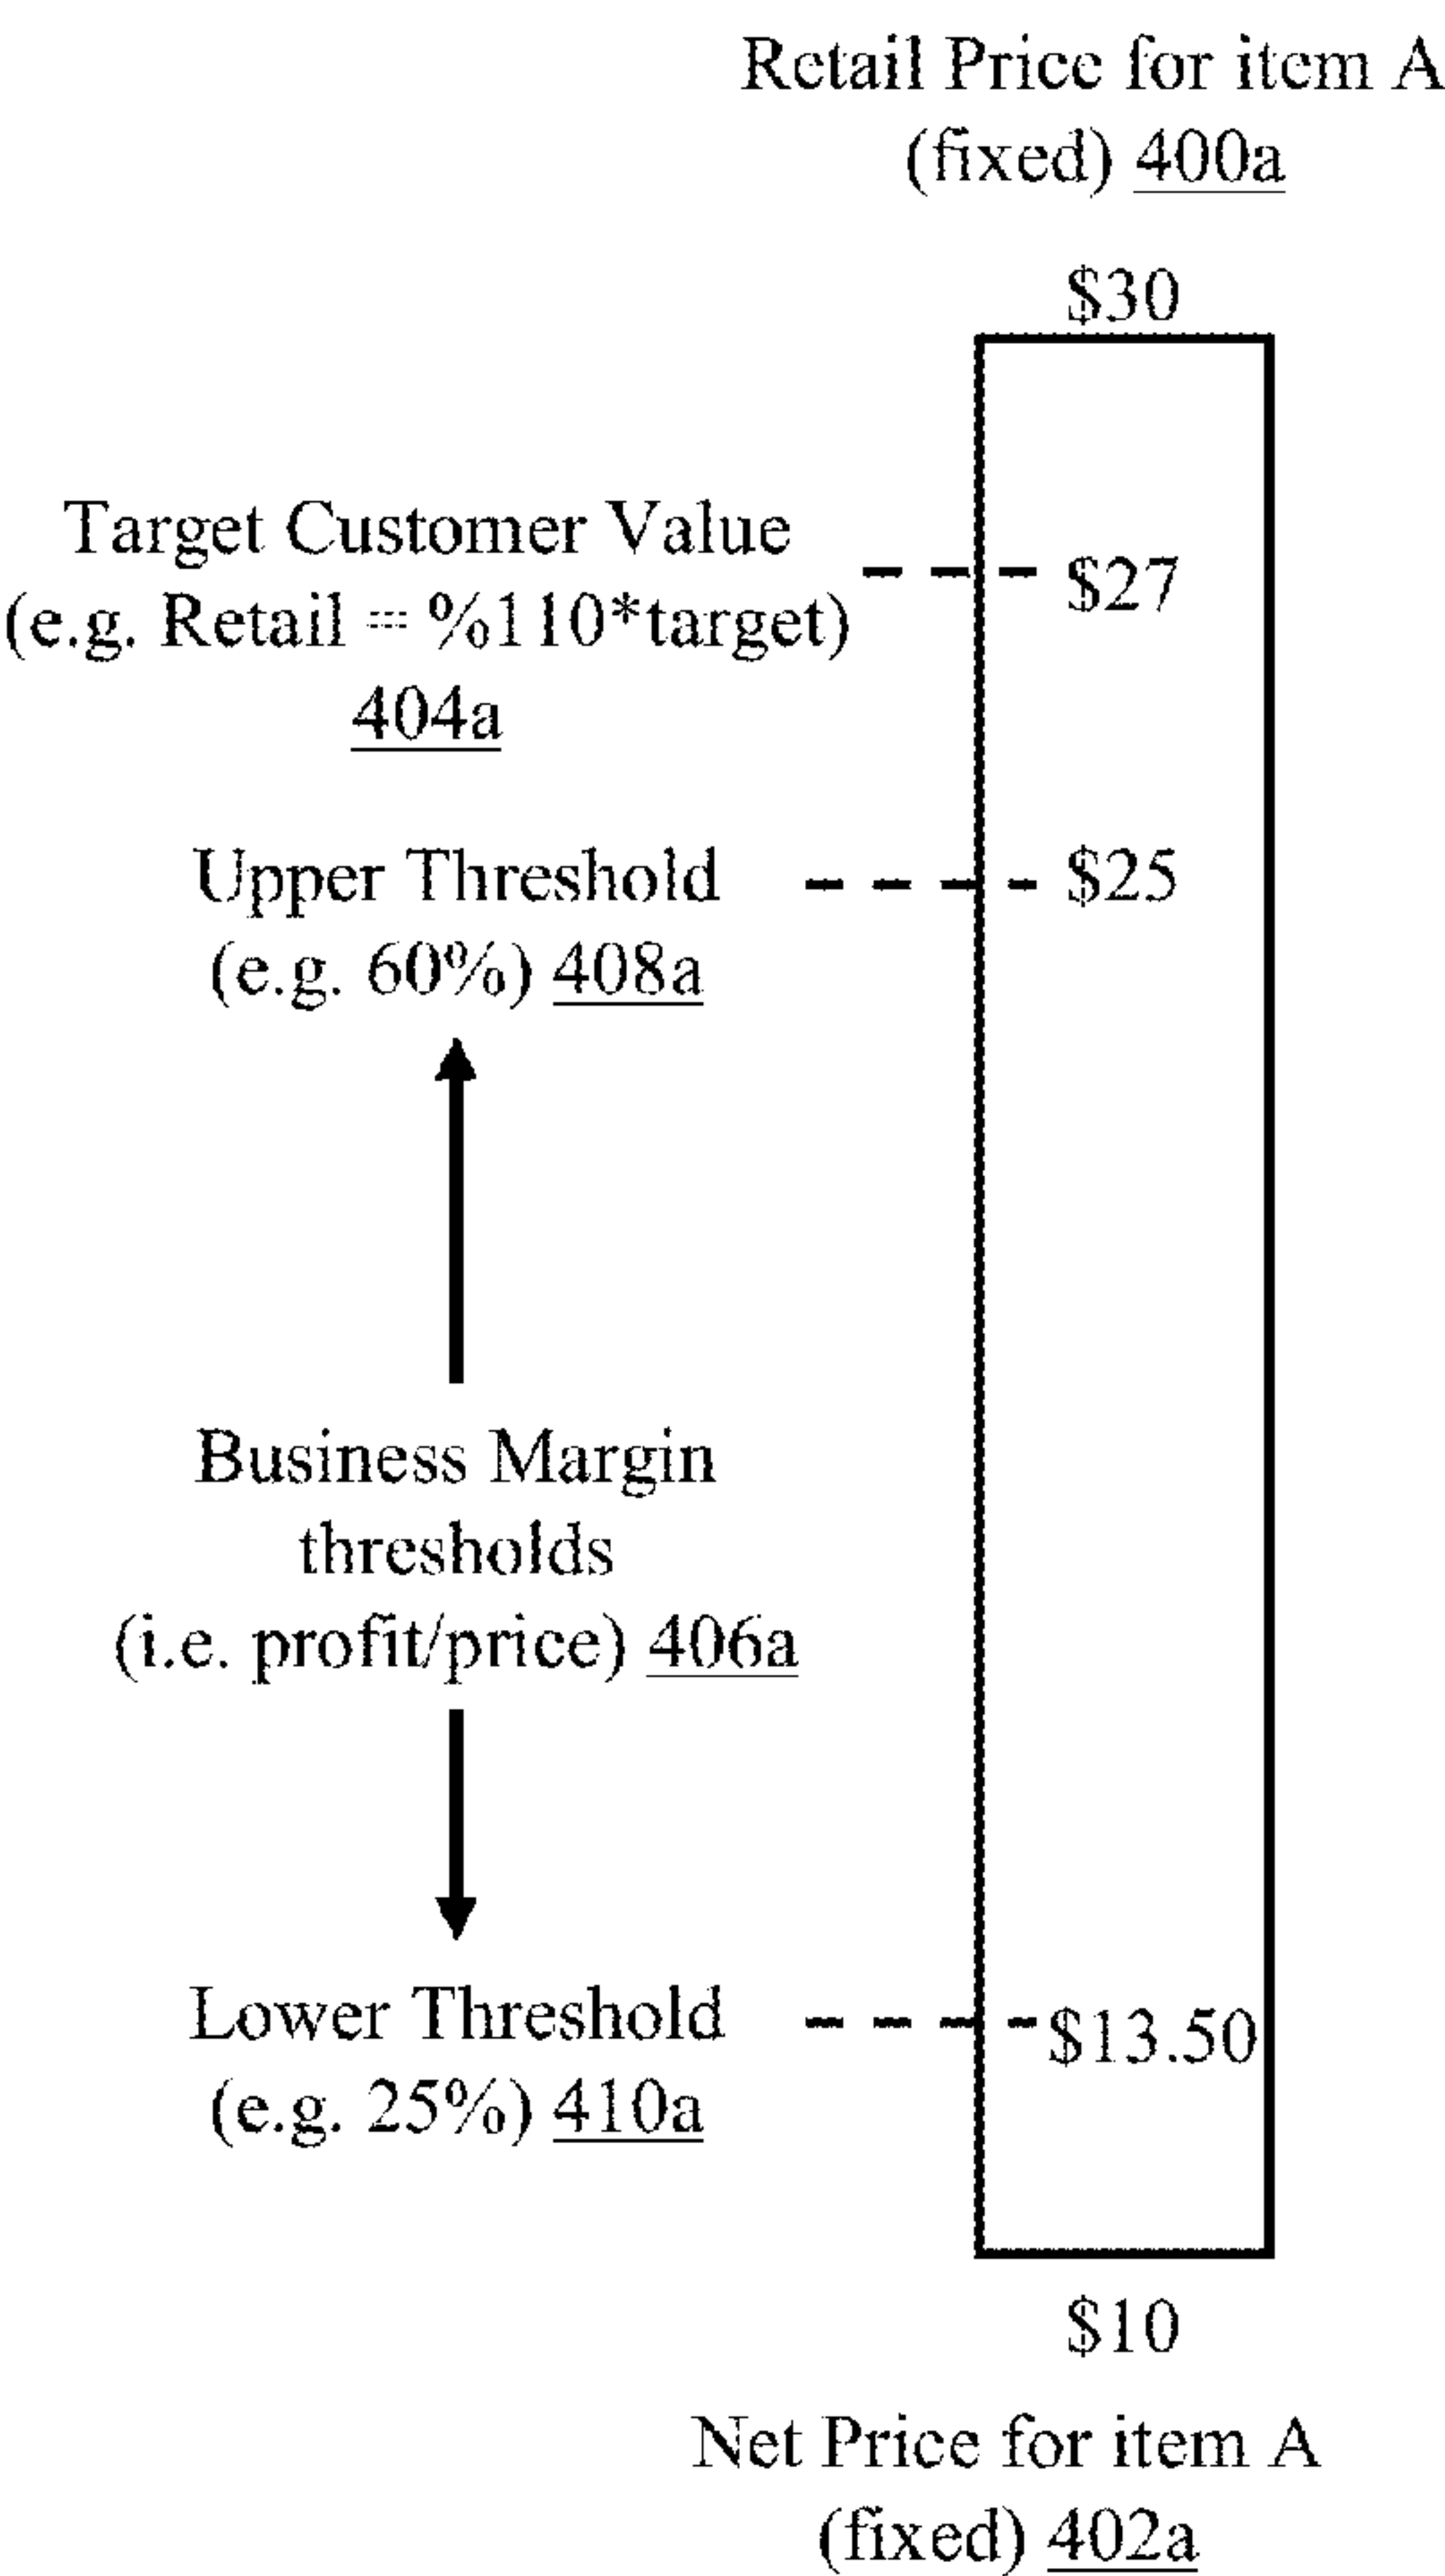 Retail Price for item A
(fixed) 400a
$30
Target Customer Value
(e.g. Retail = %110*target)
404a
$27
Upper Threshold
(e.g. 60%) 408a
$25
Business Margin
thresholds
(i.e. profit/price) 406a
Lower Threshold
(e.g. 25%) 410a
$13.50
$10
Net Price for item A
(fixed) 402a